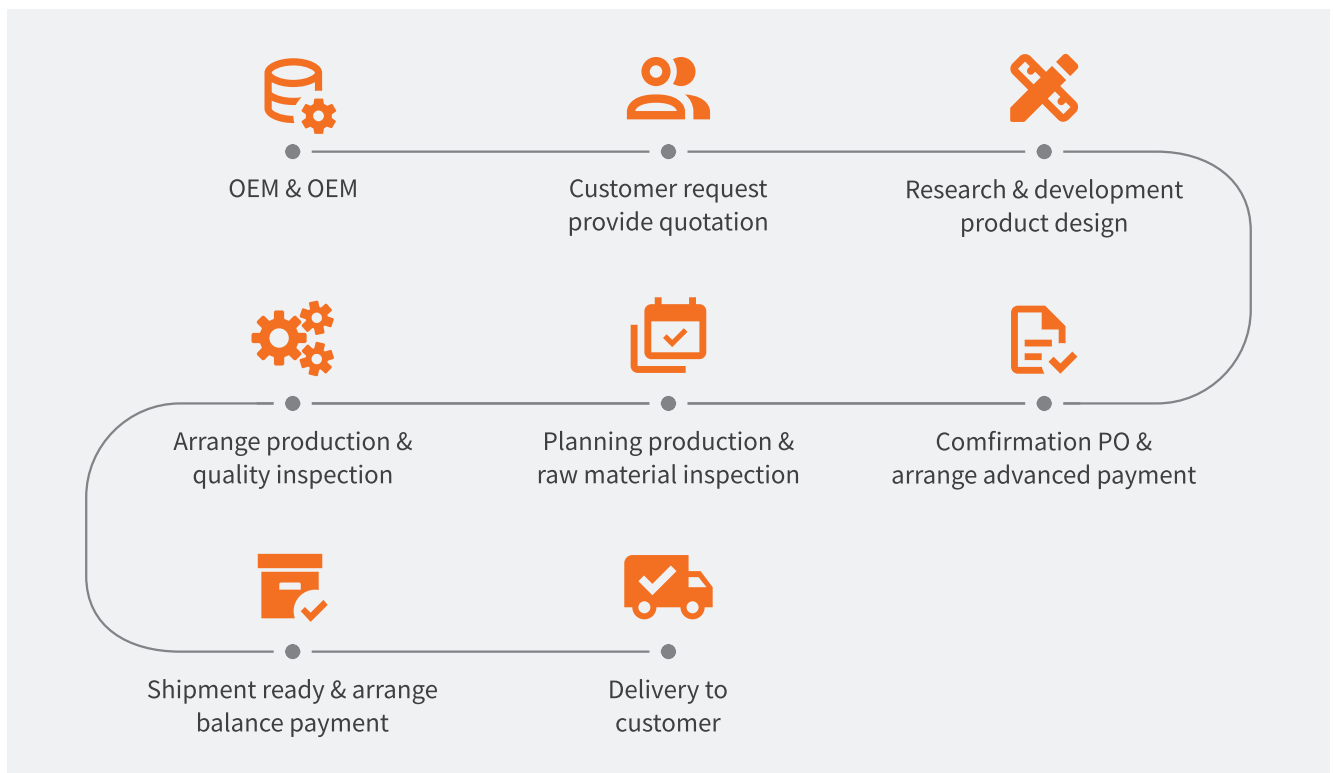 OEM & OEM
Customer request
provide quotation
Research & development
product design
Arrange production &
quality inspection
Planning production &
raw material inspection
Comfirmation PO &
arrange advanced payment
Shipment ready & arrange
balance payment
Delivery to
customer